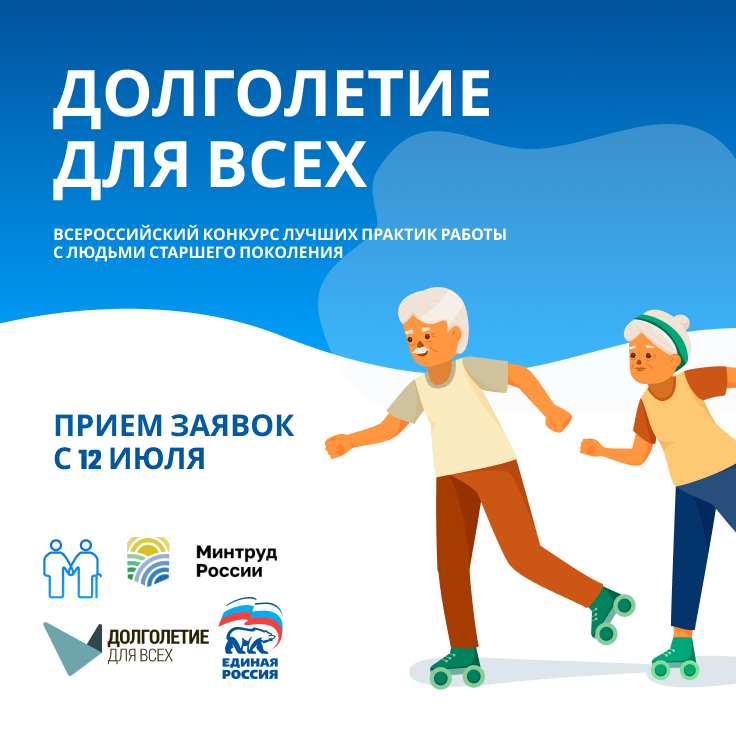 ДОЛГОЛЕТИЕ
ДЛЯ ВСЕХ
ВСЕРОССИЙСКИЙ КОНКУРС ЛУЧШИХ ПРАКТИК РАБОТЫ
С ЛЮДЬМИ СТАРШЕГО ПОКОЛЕНИЯ
ПРИЕМ ЗАЯВОК
С 12 ИЮЛЯ
Минтруд
России
ДОЛГОЛЕТИЕ
ДЛЯ ВСЕХ
ЕДИНАЯ
РОССИЯ